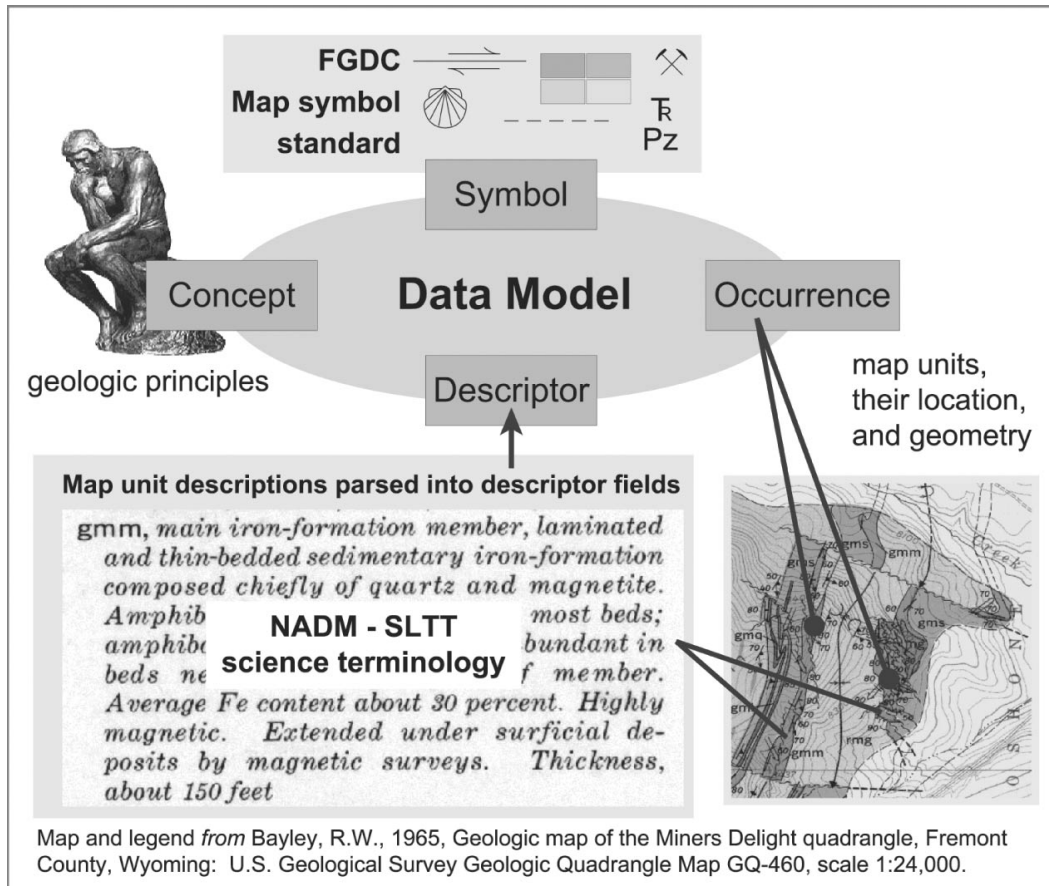 FGDC
Map symbol
standard
TR
Pz
Symbol
Concept
Data Model
Occurrence
geologic principles
Descriptor
map units,
their location,
and geometry
Map unit descriptions parsed into descriptor fields
gmm, main iron-formation member, laminated
and thin-bedded sedimentary iron-formation
composed chiefly of quartz and magnetite.
most beds;
NADM - SLTT
science terminology
in
beds
member.
Average Fe content about 30 percent. Highly
magnetic. Extended under surficial de-
posits by magnetic surveys. Thickness,
about 150 feet
gms
gmm
Creek
gms
gms
gmq
gmm
rmg
SHON
Map and legend from Bayley, R.W., 1965, Geologic map of the Miners Delight quadrangle, Fremont
County, Wyoming: U.S. Geological Survey Geologic Quadrangle Map GQ-460, scale 1:24,000.